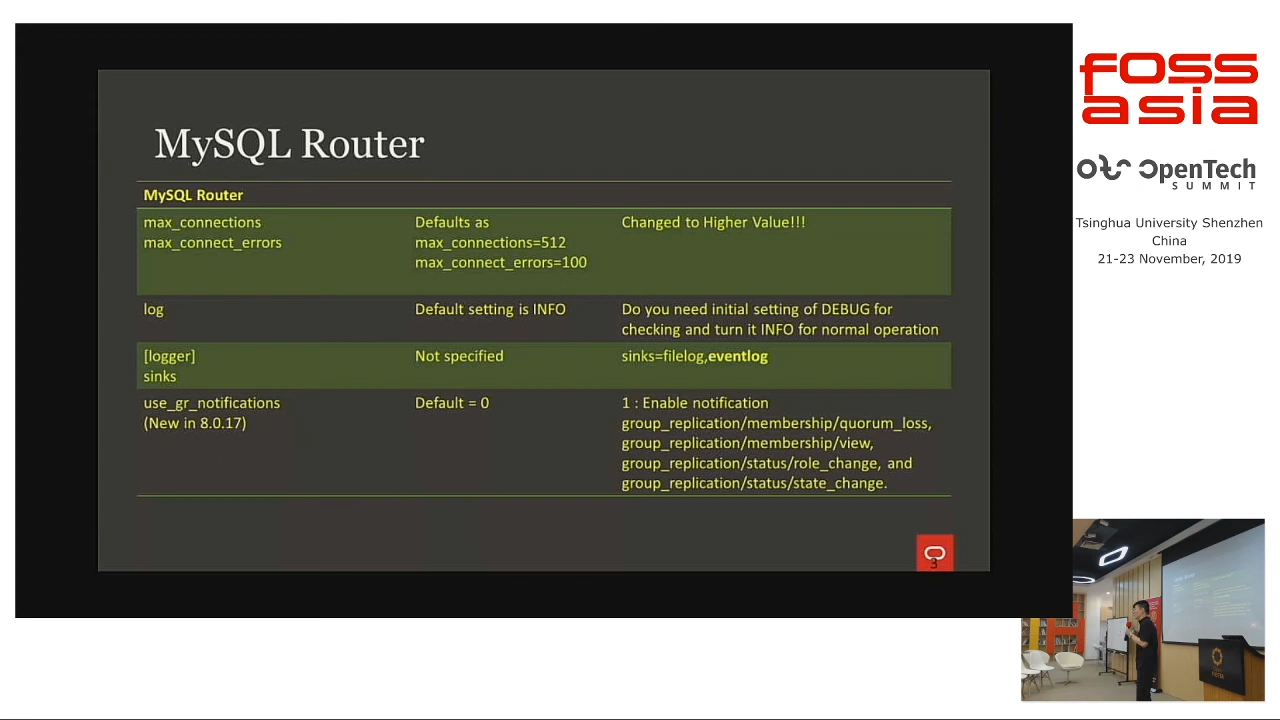 MySQL Router
MySQL Router
max_connections
max_connect_errors
Defaults as
max_connections=512
max_connect_errors=100
Changed to Higher Value!!!
log
Default setting is INFO
Do you need initial setting of DEBUG for
checking and turn it INFO for normal operation
[logger]
sinks
Not specified
sinks=filelog,eventlog
use_gr_notifications
(New in 8.0.17)
Default = 0
1 : Enable notification
group_replication/membership/quorum_loss,
group_replication/membership/view,
group_replication/status/role_change, and
group_replication/status/state_change.
3
FOSS
asia
OpenTech
SUMMIT
Tsinghua University Shenzhen
China
21-23 November, 2019